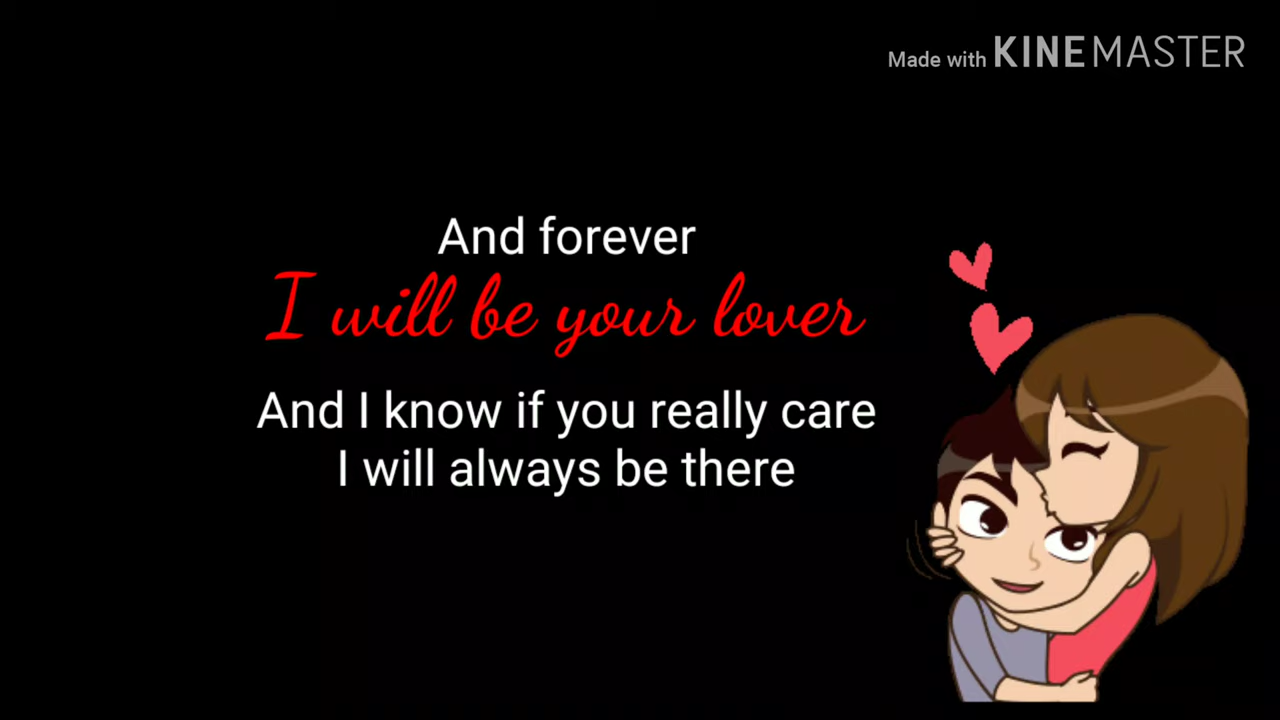 Made with KINEMASTER
And forever
I will be your lover
And I know if you really care
I will always be there